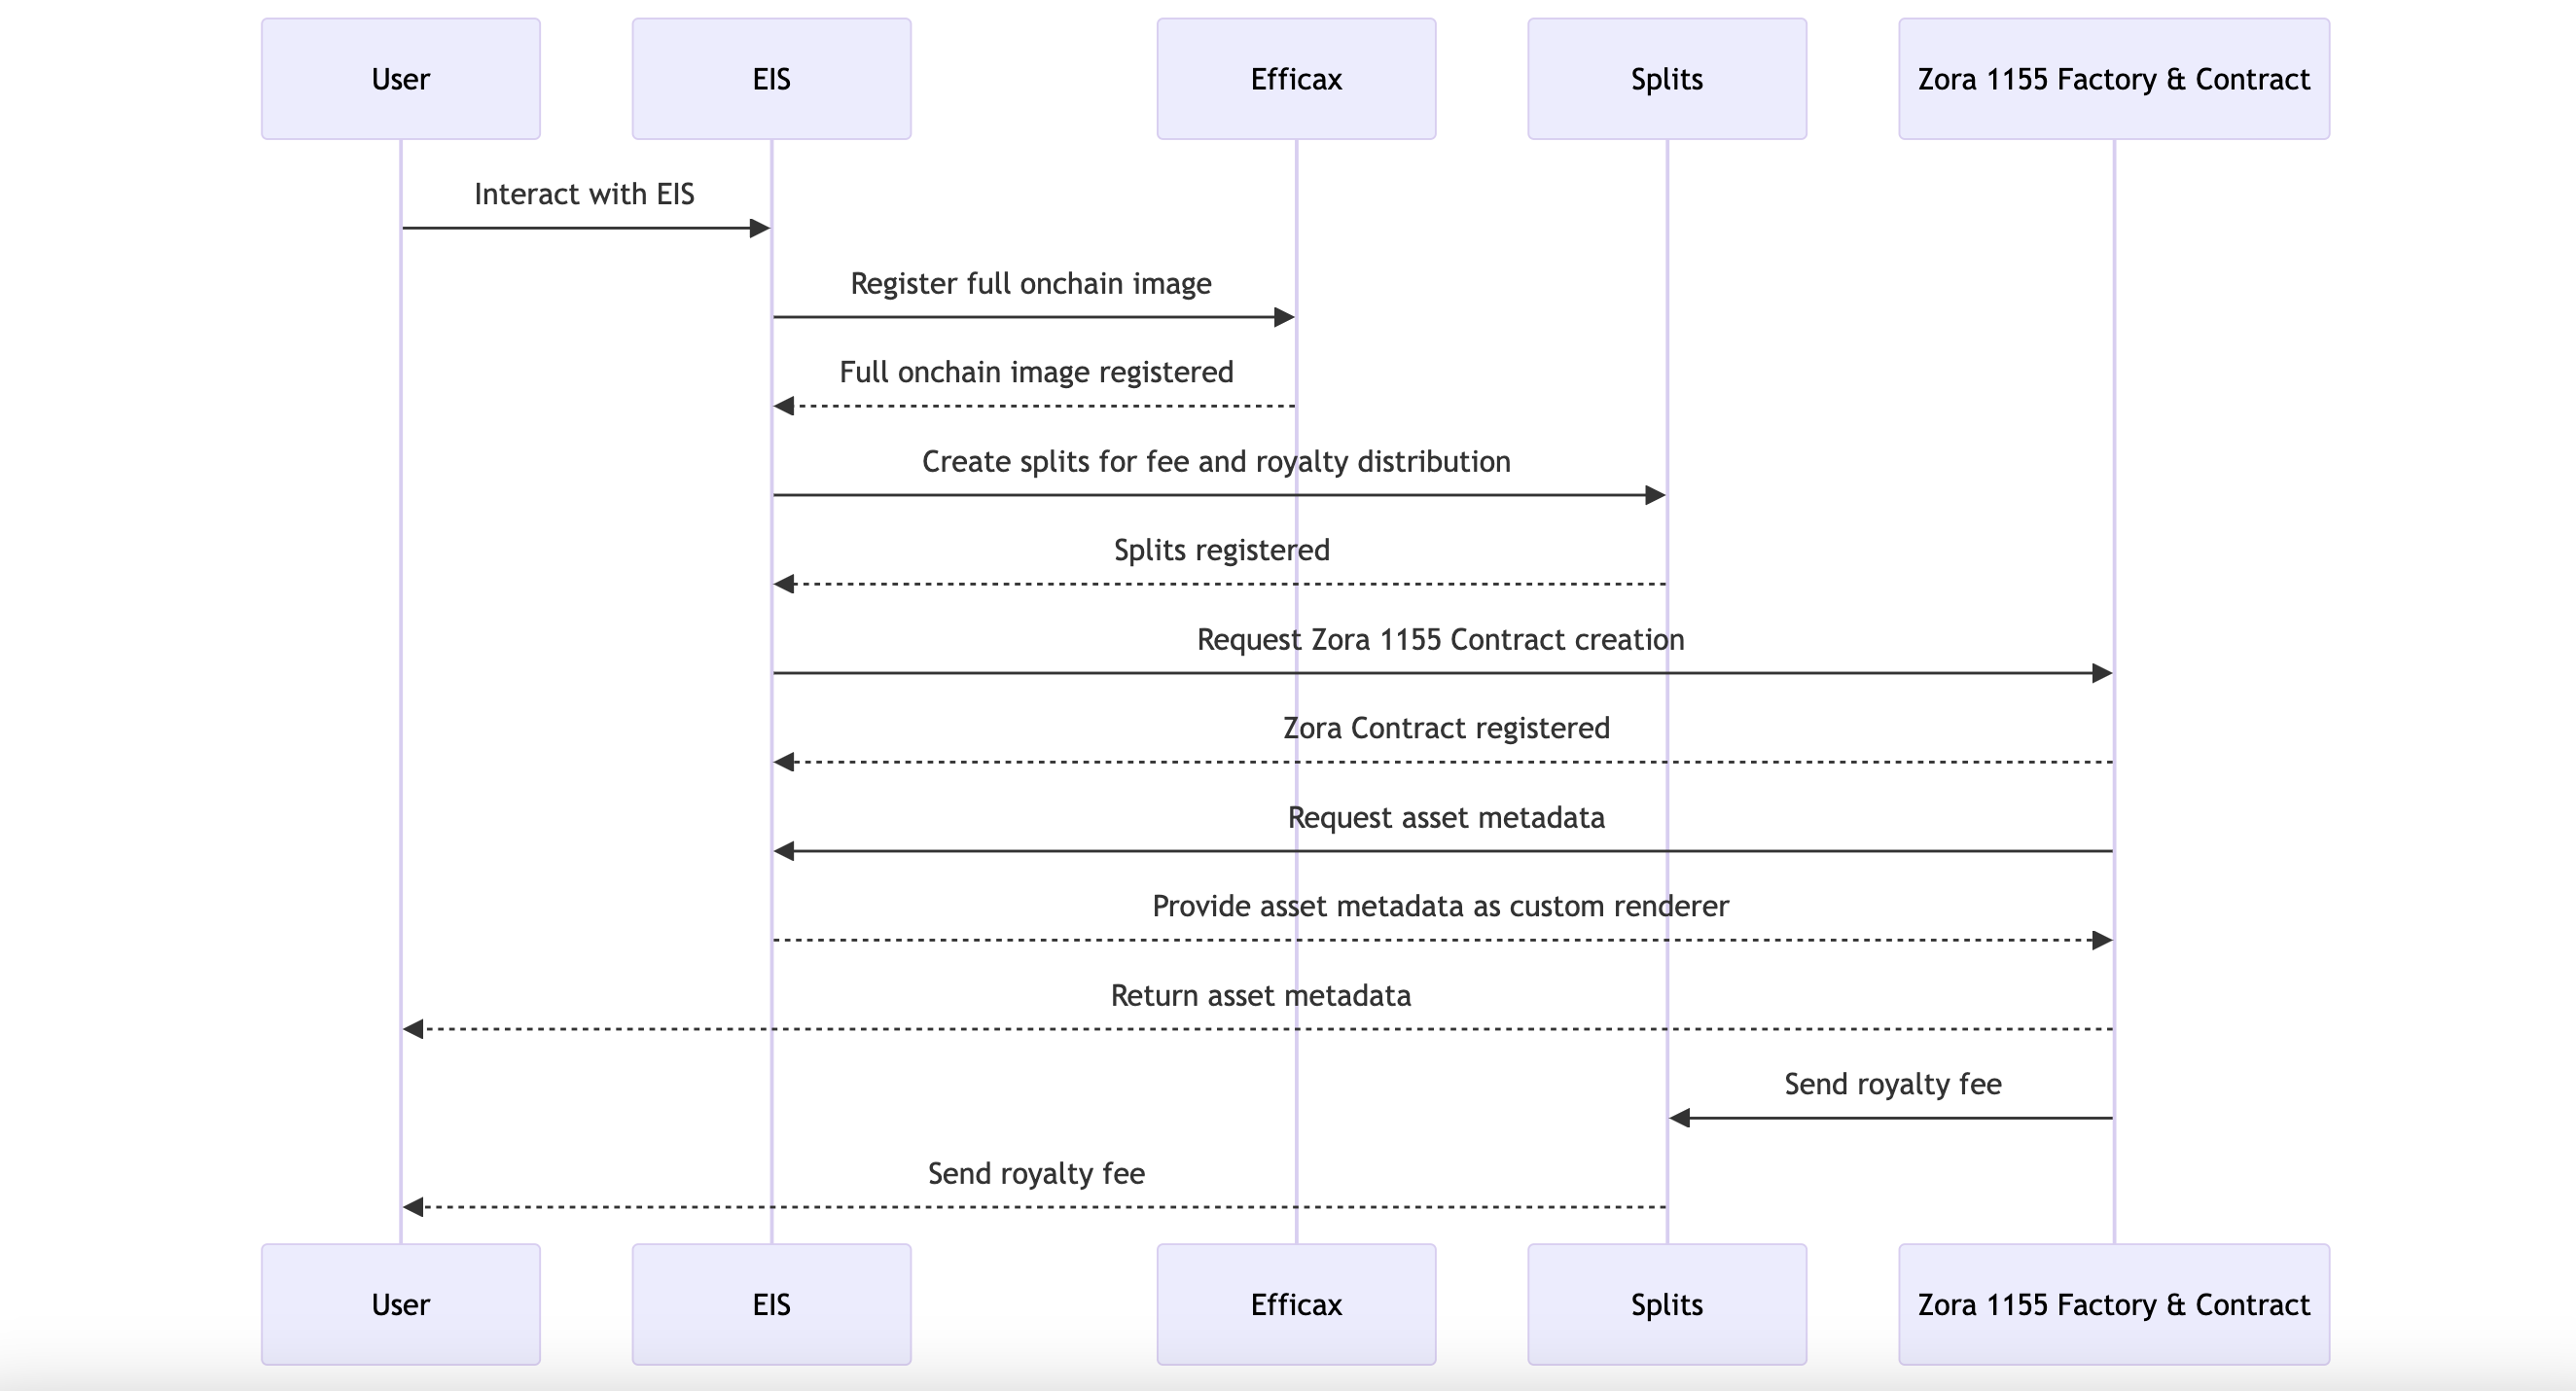 User
EIS
Efficax
Splits
Zora 1155 Factory & Contract
Interact with EIS
Register full onchain image
Full onchain image registered
Create splits for fee and royalty distribution
Splits registered
Request Zora 1155 Contract creation
Zora Contract registered
Request asset metadata
Provide asset metadata as custom renderer
Return asset metadata
Send royalty fee
Send royalty fee
User
EIS
Efficax
Splits
Zora 1155 Factory & Contract